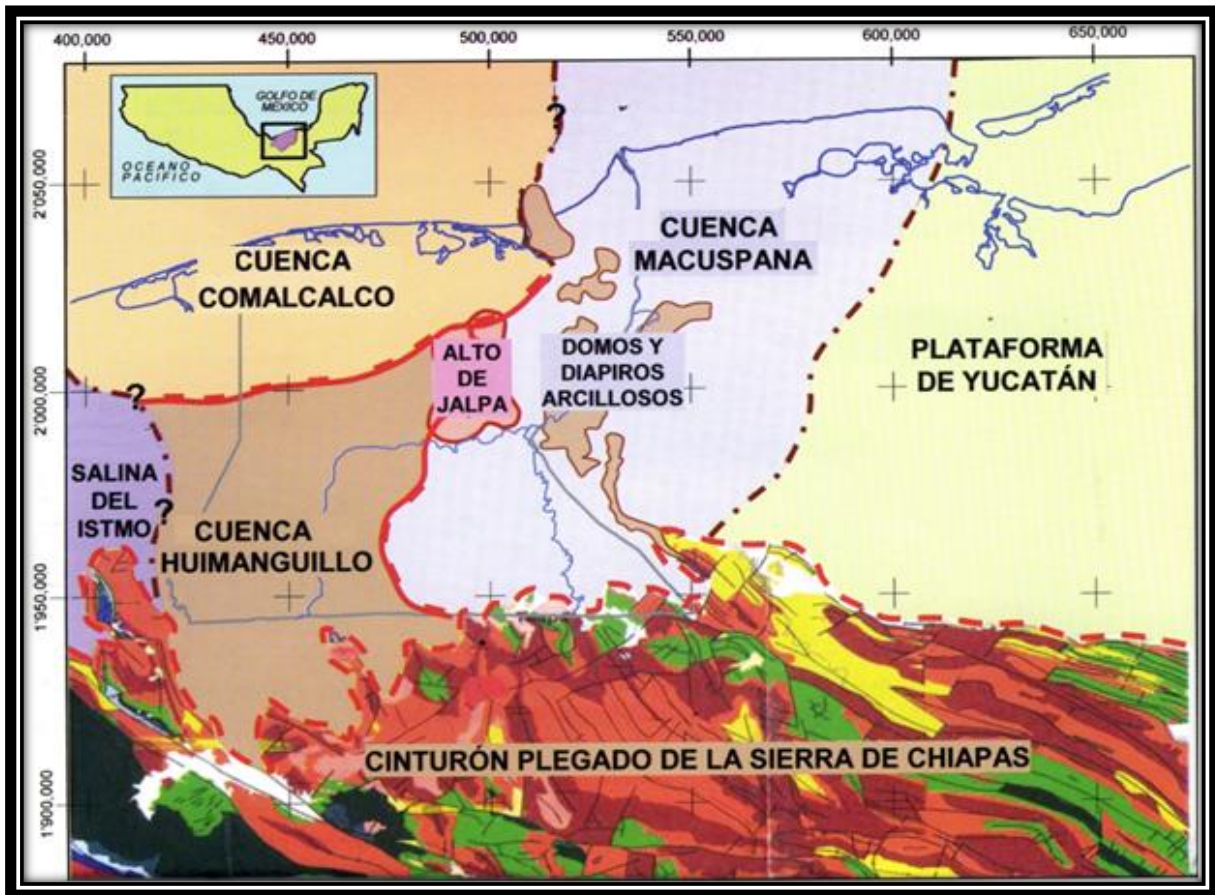 400,000
450,000
500,000
550,000
600,000
650,000
GOLFO DE
MÉXICO
OCEANO
PACIFICO
?
2'050,000
CUENCA
COMALCALCO
CUENCA
MACUSPANA
ALTO
DE
JALPA
DOMOS Y
DIAPIROS
ARCILLOSOS
PLATAFORMA
DE YUCATÁN
2'000,000
?
SALINA
DEL
ISTMO
?
CUENCA
HUIMANGUILLO
1'950,000
CINTURÓN PLEGADO DE LA SIERRA DE CHIAPAS
1'900,000